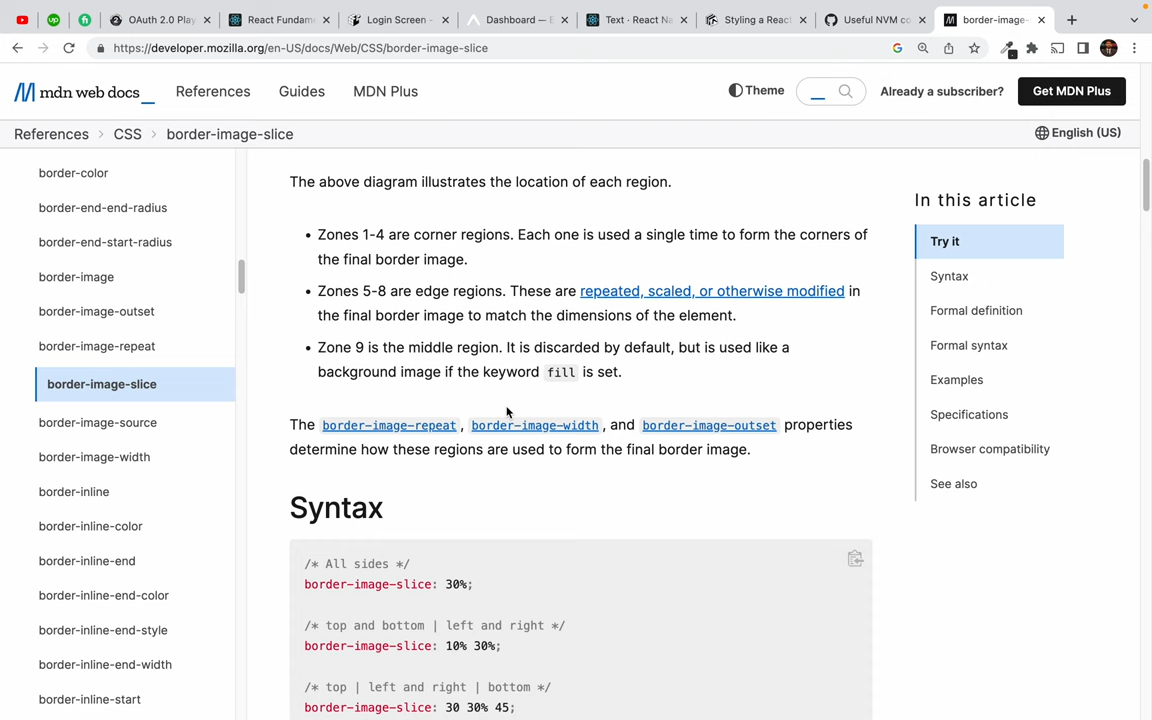 OAuth 2.0 Play
React Fundam
Login Screen -
Dashboard — E
Text · React Na
Styling a React
Useful NVM co
border-image-
https://developer.mozilla.org/en-US/docs/Web/CSS/border-image-slice
mdn web docs
References
Guides
MDN Plus
Theme
Already a subscriber?
Get MDN Plus
References > CSS > border-image-slice
English (US)
border-color
border-end-end-radius
border-end-start-radius
border-image
border-image-outset
border-image-repeat
border-image-slice
border-image-source
border-image-width
border-inline
border-inline-color
border-inline-end
border-inline-end-color
border-inline-end-style
border-inline-end-width
border-inline-start
The above diagram illustrates the location of each region.
• Zones 1-4 are corner regions. Each one is used a single time to form the corners of
the final border image.
• Zones 5-8 are edge regions. These are repeated, scaled, or otherwise modified in
the final border image to match the dimensions of the element.
• Zone 9 is the middle region. It is discarded by default, but is used like a
background image if the keyword fill is set.
The border-image-repeat, border-image-width, and border-image-outset properties
determine how these regions are used to form the final border image.
Syntax
/* All sides */
border-image-slice: 30%;
/* top and bottom | left and right */
border-image-slice: 10% 30%;
/* top | left and right | bottom */
border-image-slice: 30 30% 45;
In this article
Try it
Syntax
Formal definition
Formal syntax
Examples
Specifications
Browser compatibility
See also